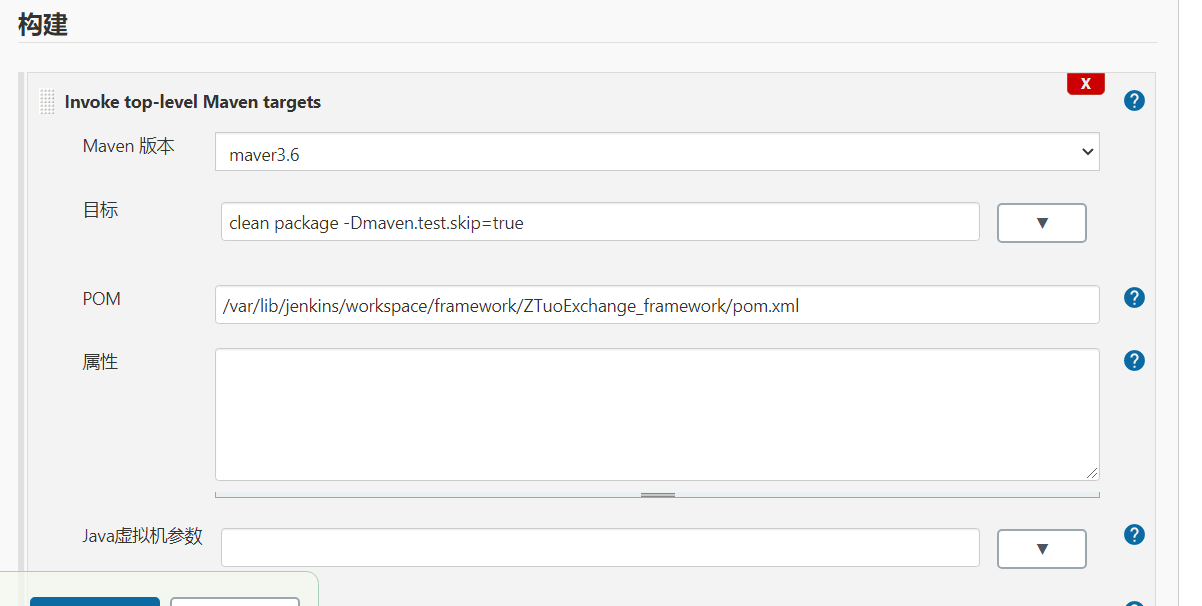 构建
Invoke top-level Maven targets
X
?
Maven 版本
maver3.6
目标
clean package -Dmaven.test.skip=true
POM
/var/lib/jenkins/workspace/framework/ZTuoExchange_framework/pom.xml
?
属性
?
Java虚拟机参数
?